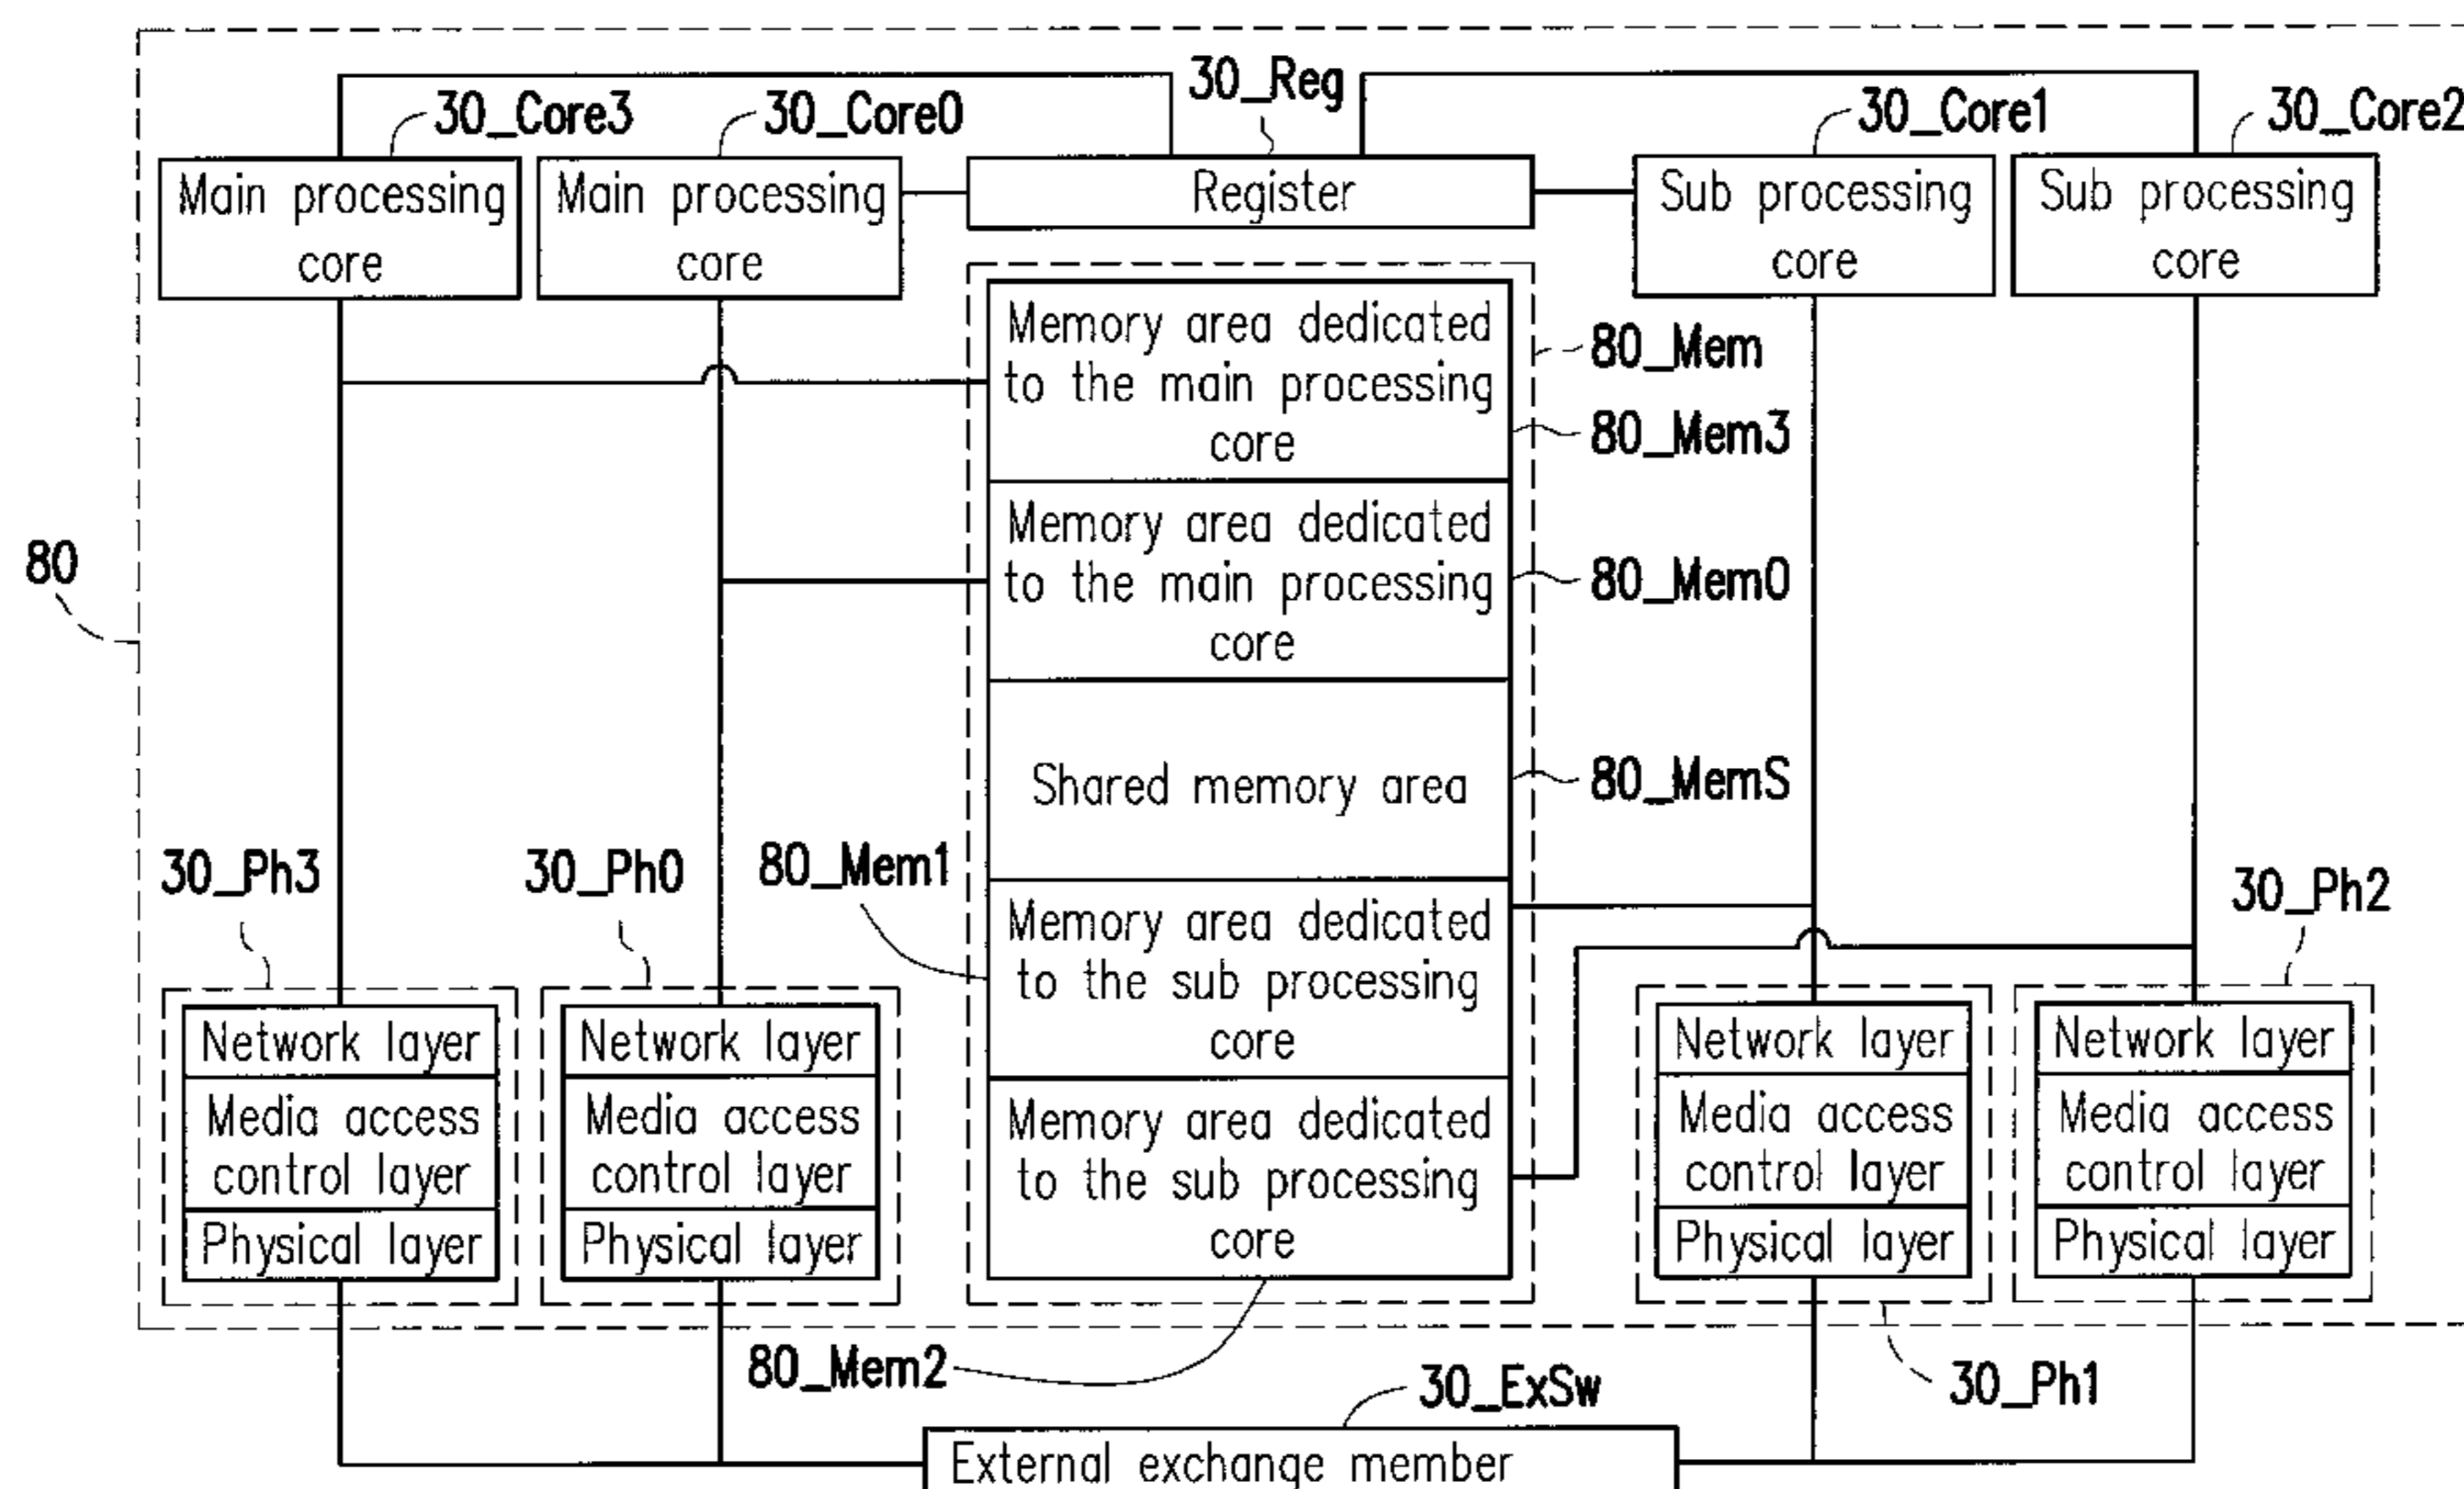 30_Reg
30_Core3
30_Core0
30_Core1
30_Core2
Main processing
core
Main processing
core
Register
Sub processing
core
Sub processing
core
Memory area dedicated
to the main processing
core
80_Mem
80_Mem3
Memory area dedicated
to the main processing
core
80_Mem0
80
Shared memory area
80_MemS
30_Ph3
30_Ph0
80_Mem1
30_Ph2
Memory area dedicated
to the sub processing
core
Network layer
Media access
control layer
Physical layer
Network layer
Media access
control layer
Physical layer
Memory area dedicated
to the sub processing
core
Network layer
Media access
control layer
Physical layer
Network layer
Media access
control layer
Physical layer
80_Mem2
30_ExSw
30_Ph1
External exchange member